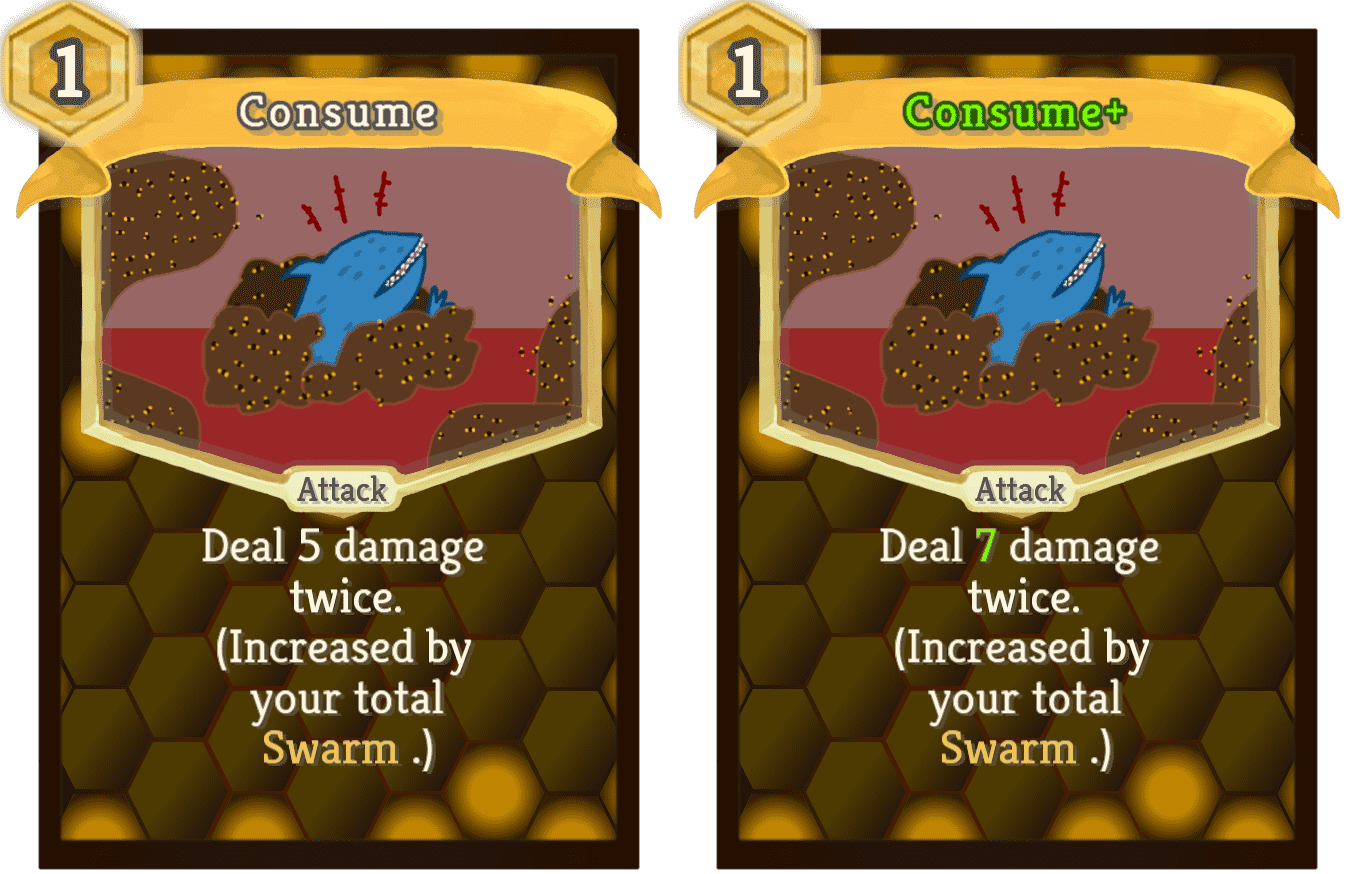 1
Consume
Attack
Deal 5 damage
twice.
(Increased by
your total
Swarm .)
1
Consume+
Attack
Deal 7 damage
twice.
(Increased by
your total
Swarm .)